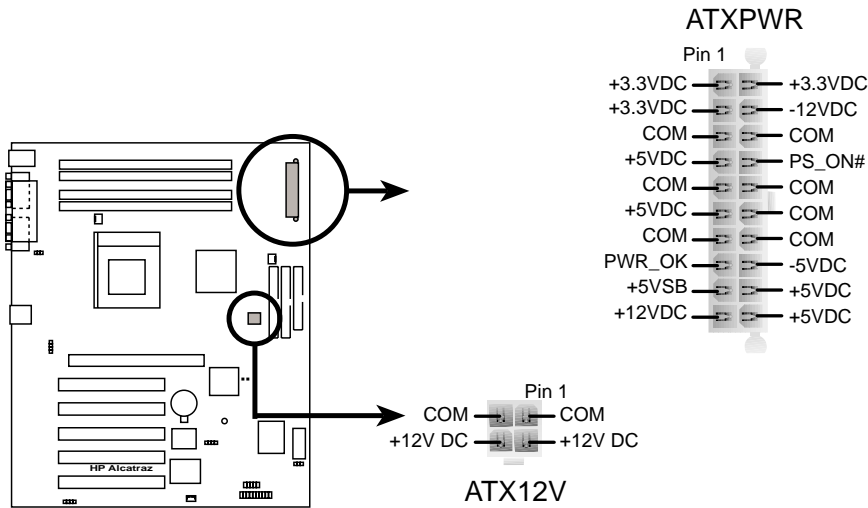 ATXPWR
Pin 1
+3.3VDC +3.3VDC
+3.3VDC -12VDC
COM COM
+5VDC PS_ON#
COM COM
+5VDC COM
COM COM
PWR_OK -5VDC
+5VSB +5VDC
+12VDC +5VDC
Pin 1
COM COM
+12V DC +12V DC
ATX12V
HP Alcatraz